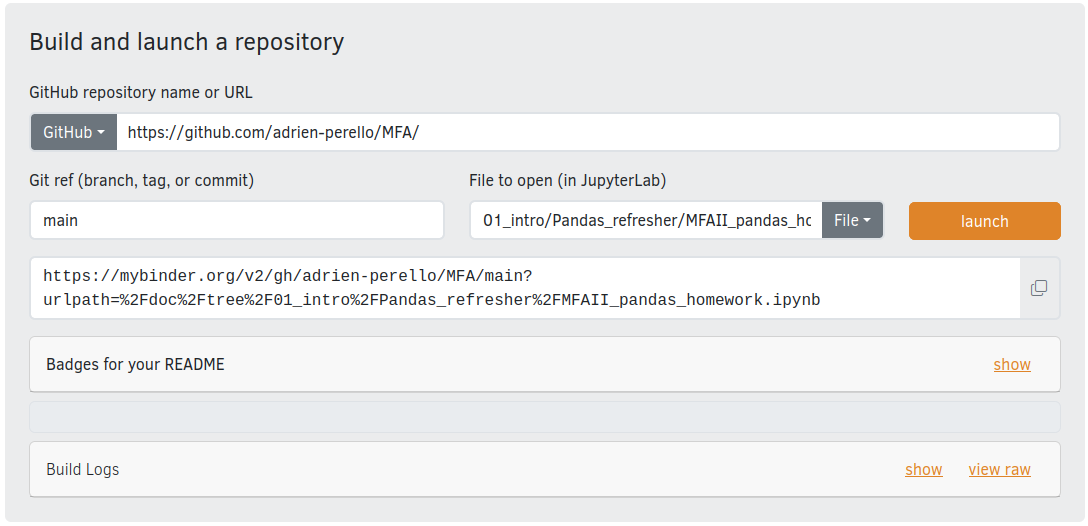 Build and launch a repository
GitHub repository name or URL
GitHub https://github.com/adrien-perello/MFA/
Git ref (branch, tag, or commit) File to open (in JupyterLab)
main 01_intro/Pandas_refresher/MFAII_pandas_hc File launch
https://mybinder.org/v2/gh/adrien-perello/MFA/main?
urlpath=%2Fdoc%2Ftree%2F01_intro%2FPandas_refresher%2FMFAII_pandas_homework.ipynb
Badges for your README show
Build Logs show view raw